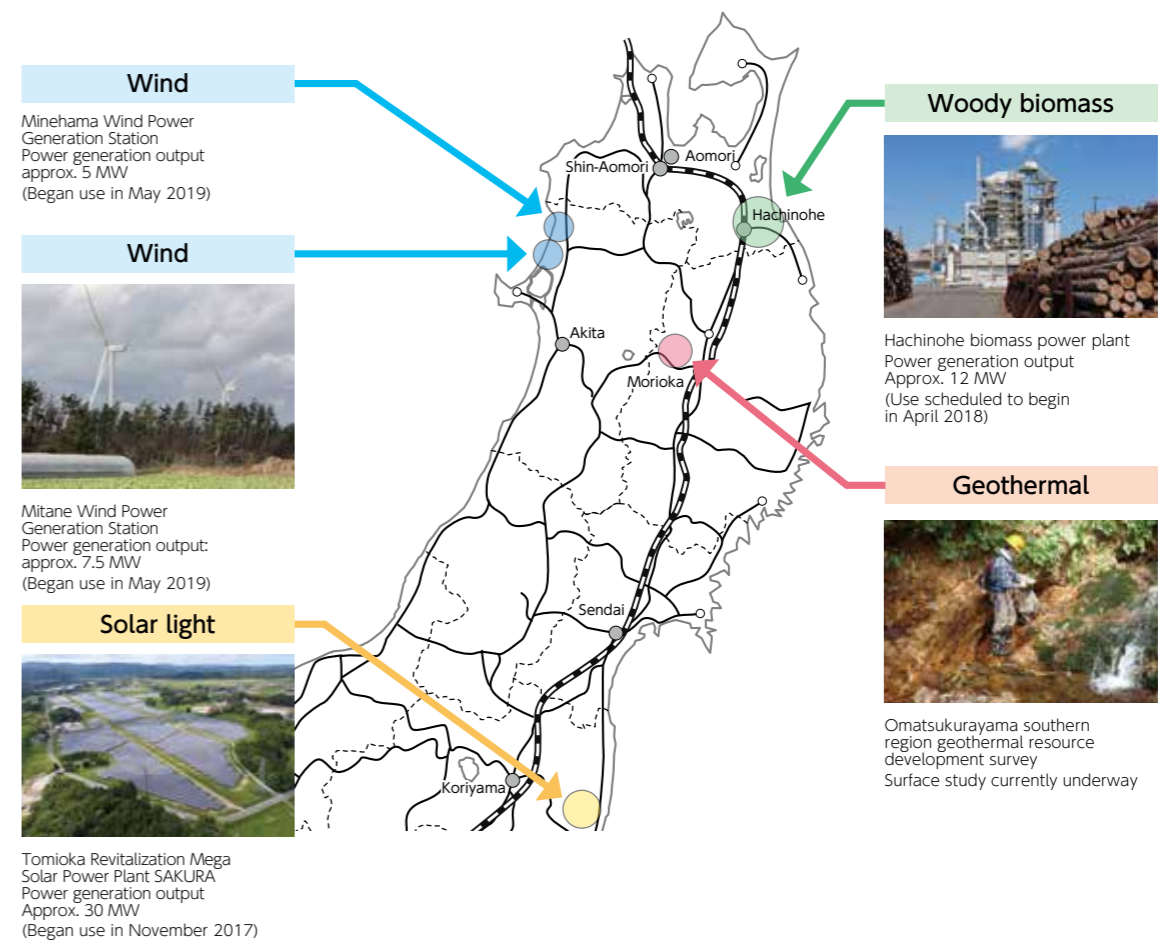 Wind
Minehama Wind Power
Generation Station
Power generation output
approx. 5 MW
(Began use in May 2019)
Wind
Mitane Wind Power
Generation Station
Power generation output:
approx. 7.5 MW
(Began use in May 2019)
Solar light
Tomioka Revitalization Mega
Solar Power Plant SAKURA
Power generation output
Approx. 30 MW
(Began use in November 2017)
Shin-Aomori
Aomori
Hachinohe
Akita
Morioka
Sendai
Koriyama
Woody biomass
Hachinohe biomass power plant
Power generation output
Approx. 12 MW
(Use scheduled to begin
in April 2018)
Geothermal
Omatsukurayama southern
region geothermal resource
development survey
Surface study currently underway